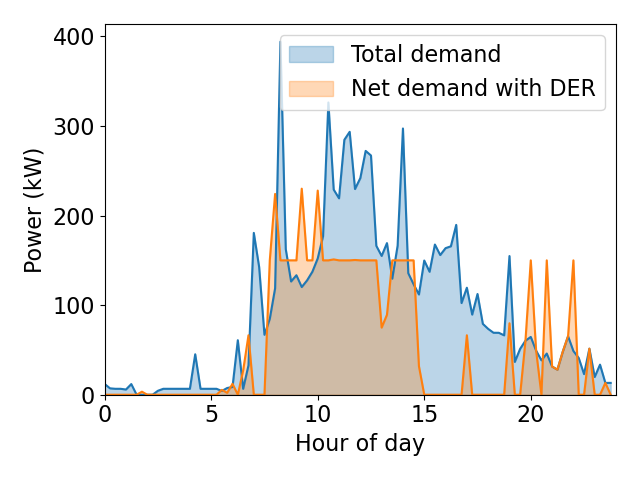 400
300
200
100
0
Power (kW)
Total demand
Net demand with DER
0 5 10 15 20
Hour of day